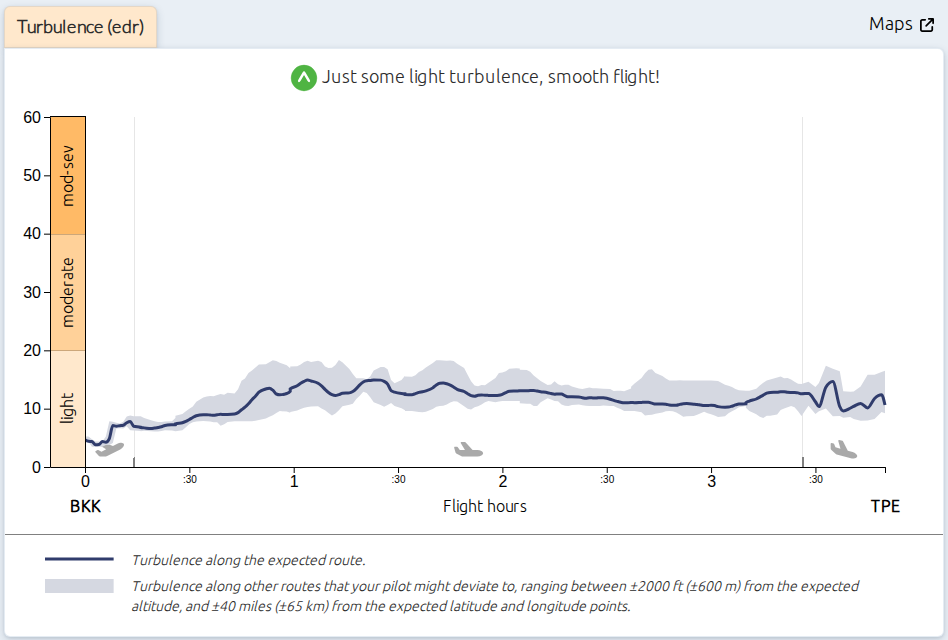 Turbulence (edr)
Maps
Just some light turbulence, smooth flight!
60
50
40
30
20
10
0
mod-sev
moderate
light
0 :30 1 :30 2 :30 3 :30
BKK Flight hours TPE
Turbulence along the expected route.
Turbulence along other routes that your pilot might deviate to, ranging between ±2000 ft (±600 m) from the expected
altitude, and ±40 miles (±65 km) from the expected latitude and longitude points.